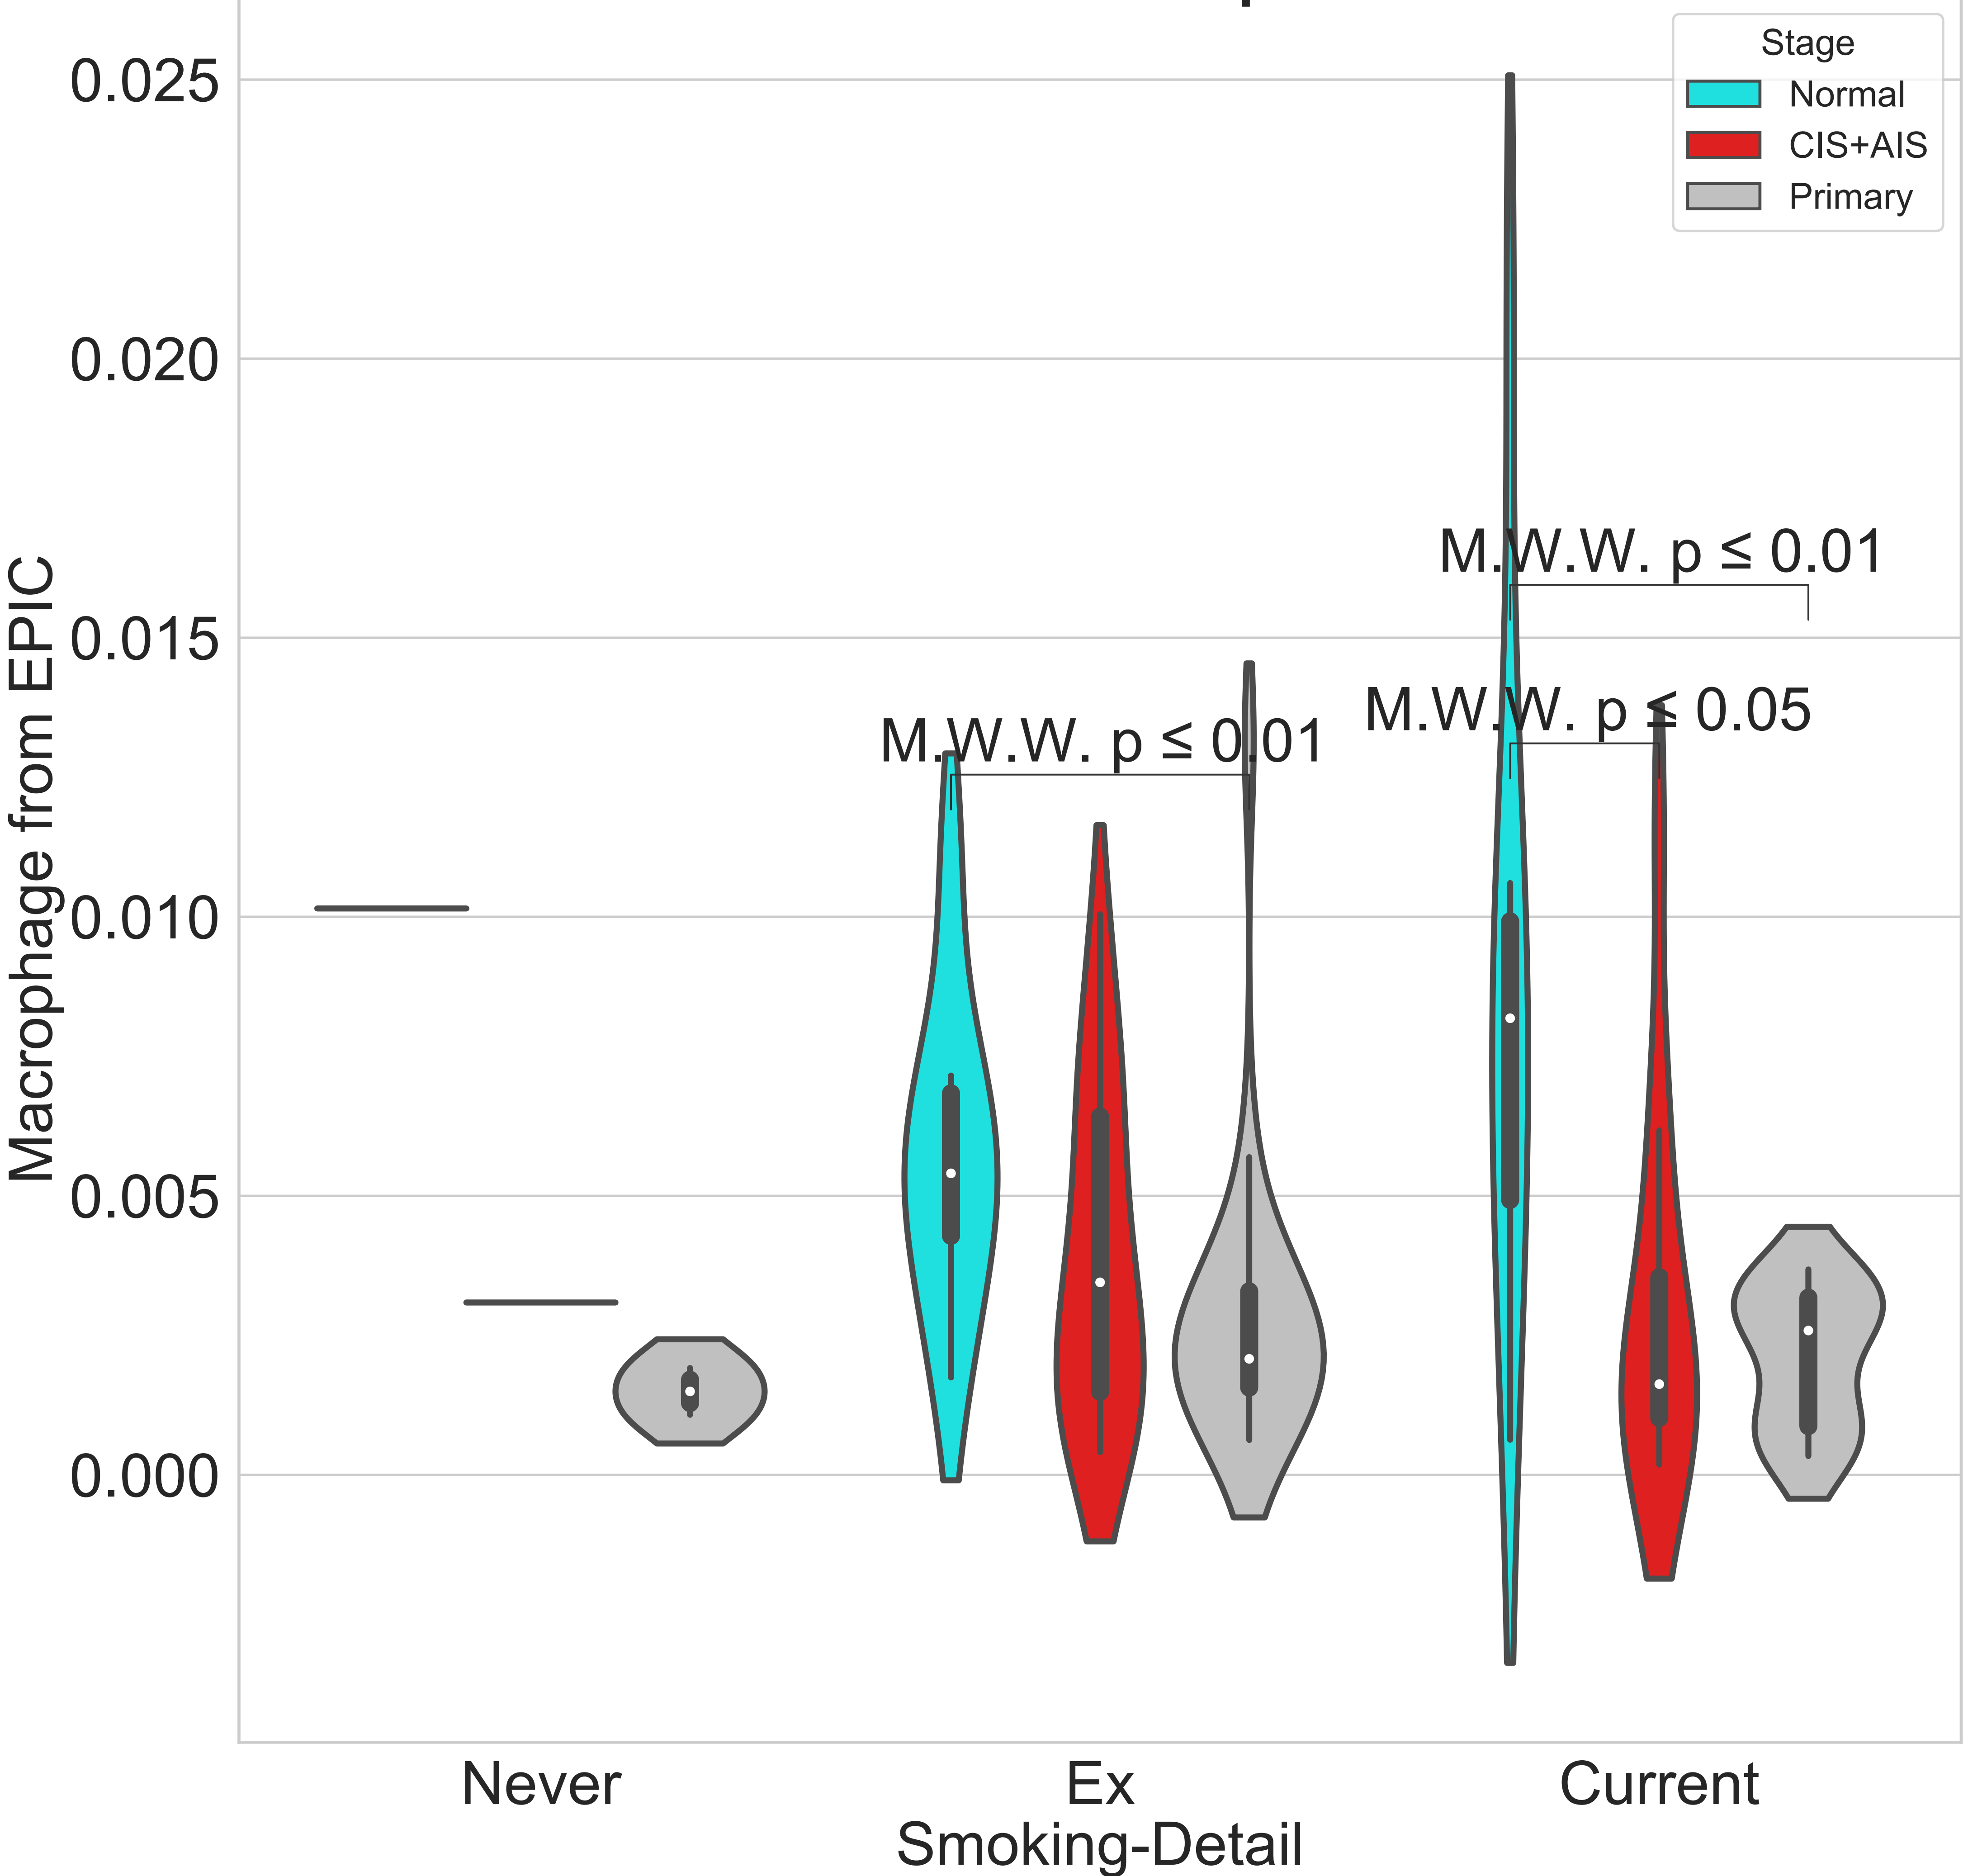 Stage
Normal
CIS+AIS
Primary
0.025
0.020
0.015
0.010
0.005
0.000
Macrophage from EPIC
M.W.W. p ≤ 0.01
M.W.W. p ≤ 0.05
M.W.W. p ≤ 0.01
Never
Ex
Current
Smoking-Detail